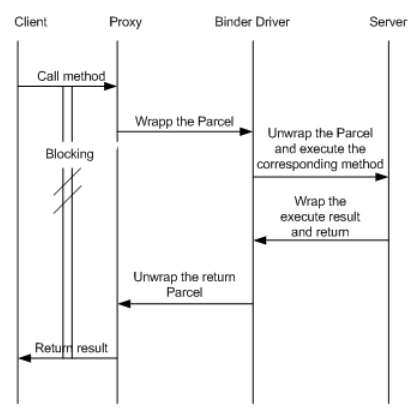 Client Proxy Binder Driver Server
Call method
Wrapp the Parcel
Unwrap the Parcel
and execute the
corresponding method
Blocking
Wrap the
execute result
and return
Unwrap the return
Parcel
Return result